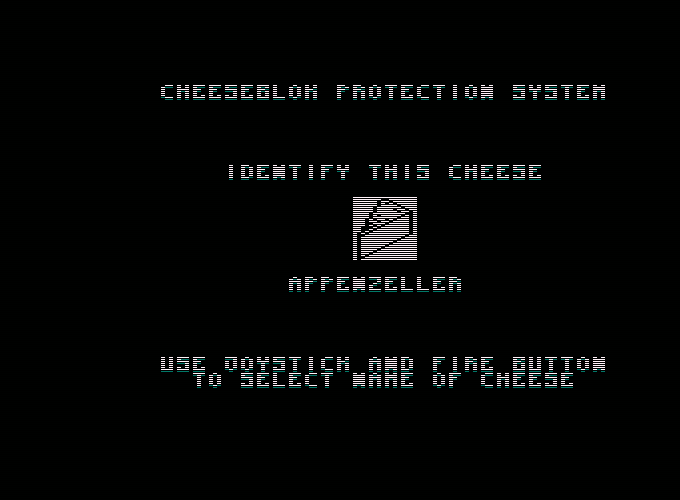 CHEESEBLOK PROTECTION SYSTEM
IDENTIFY THIS CHEESE
APPENZELLER
USE JOYSTICK AND FIRE BUTTON
TO SELECT NAME OF CHEESE